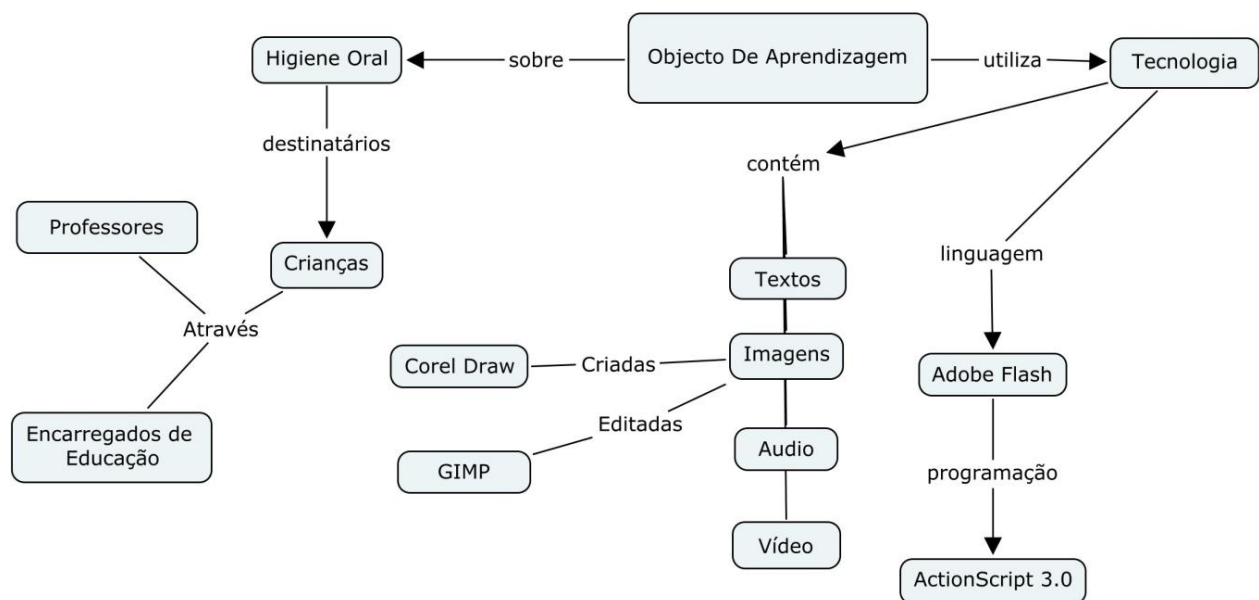 Objecto De Aprendizagem
sobre
Higiene Oral
utiliza
Tecnologia
destinatários
contém
Professores
Crianças
linguagem
Textos
Através
Imagens
Corel Draw
Criadas
Adobe Flash
Editadas
Encarregados de
Educação
Audio
GIMP
programação
Vídeo
ActionScript 3.0